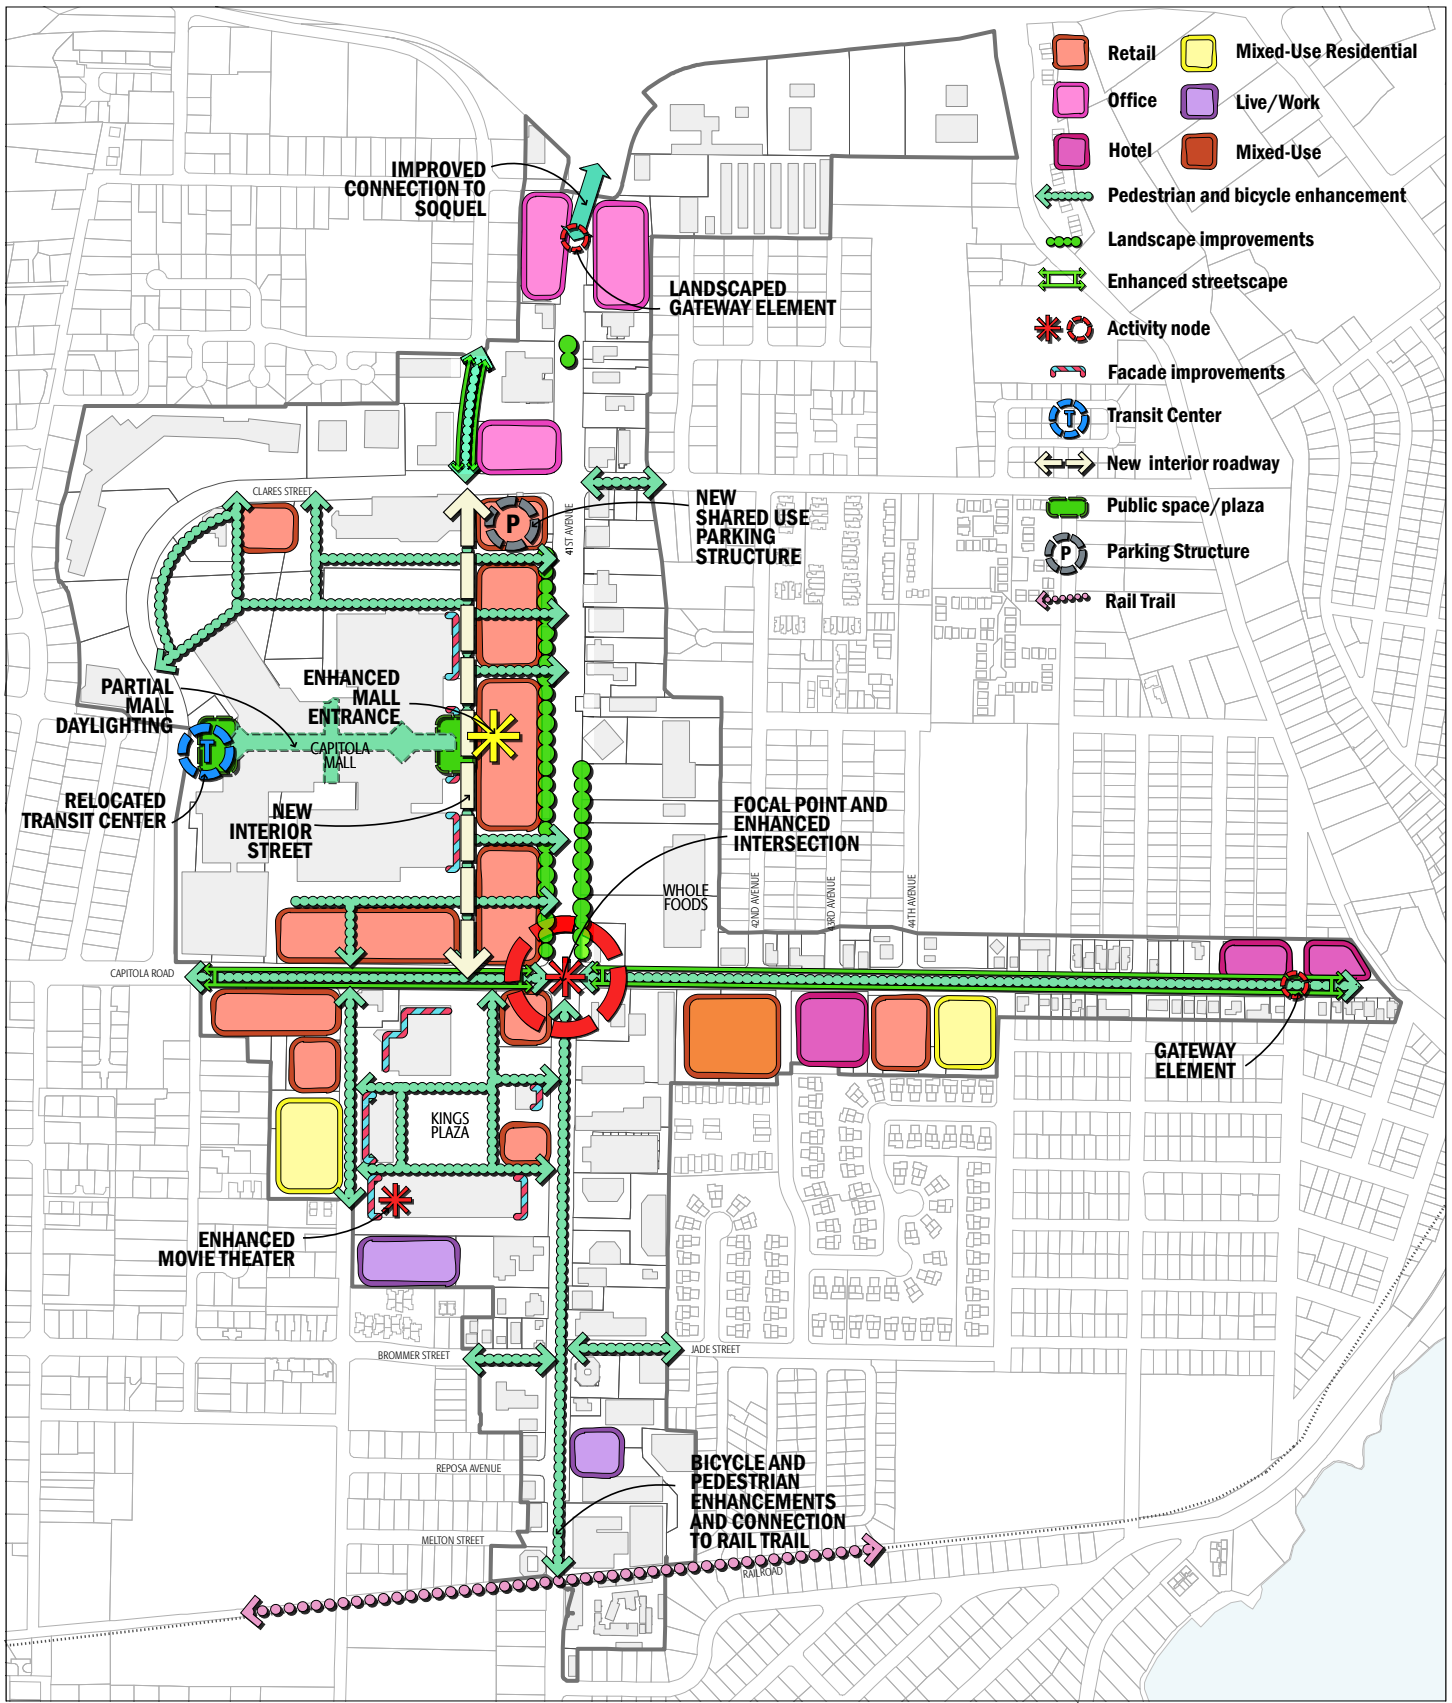 Retail
Mixed-Use Residential
Office
Live/Work
Hotel
Mixed-Use
Pedestrian and bicycle enhancement
Landscape improvements
Enhanced streetscape
Activity node
Facade improvements
T
Transit Center
New interior roadway
Public space/plaza
P
Parking Structure
Rail Trail
IMPROVED
CONNECTION TO
SOQUEL
LANDSCAPED
GATEWAY ELEMENT
CLARES STREET
P
41ST AVENUE
NEW
SHARED USE
PARKING
STRUCTURE
PARTIAL
MALL
DAYLIGHTING
ENHANCED
MALL
ENTRANCE
T
CAPITOLA
MALL
RELOCATED
TRANSIT CENTER
NEW
INTERIOR
STREET
FOCAL POINT AND
ENHANCED
INTERSECTION
WHOLE
FOODS
42ND AVENUE
43RD AVENUE
44TH AVENUE
CAPITOLA ROAD
GATEWAY
ELEMENT
KINGS
PLAZA
ENHANCED
MOVIE THEATER
BROMMER STREET
JADE STREET
REPOSA AVENUE
BICYCLE AND
PEDESTRIAN
ENHANCEMENTS
AND CONNECTION
TO RAIL TRAIL
MELTON STREET
RAILROAD